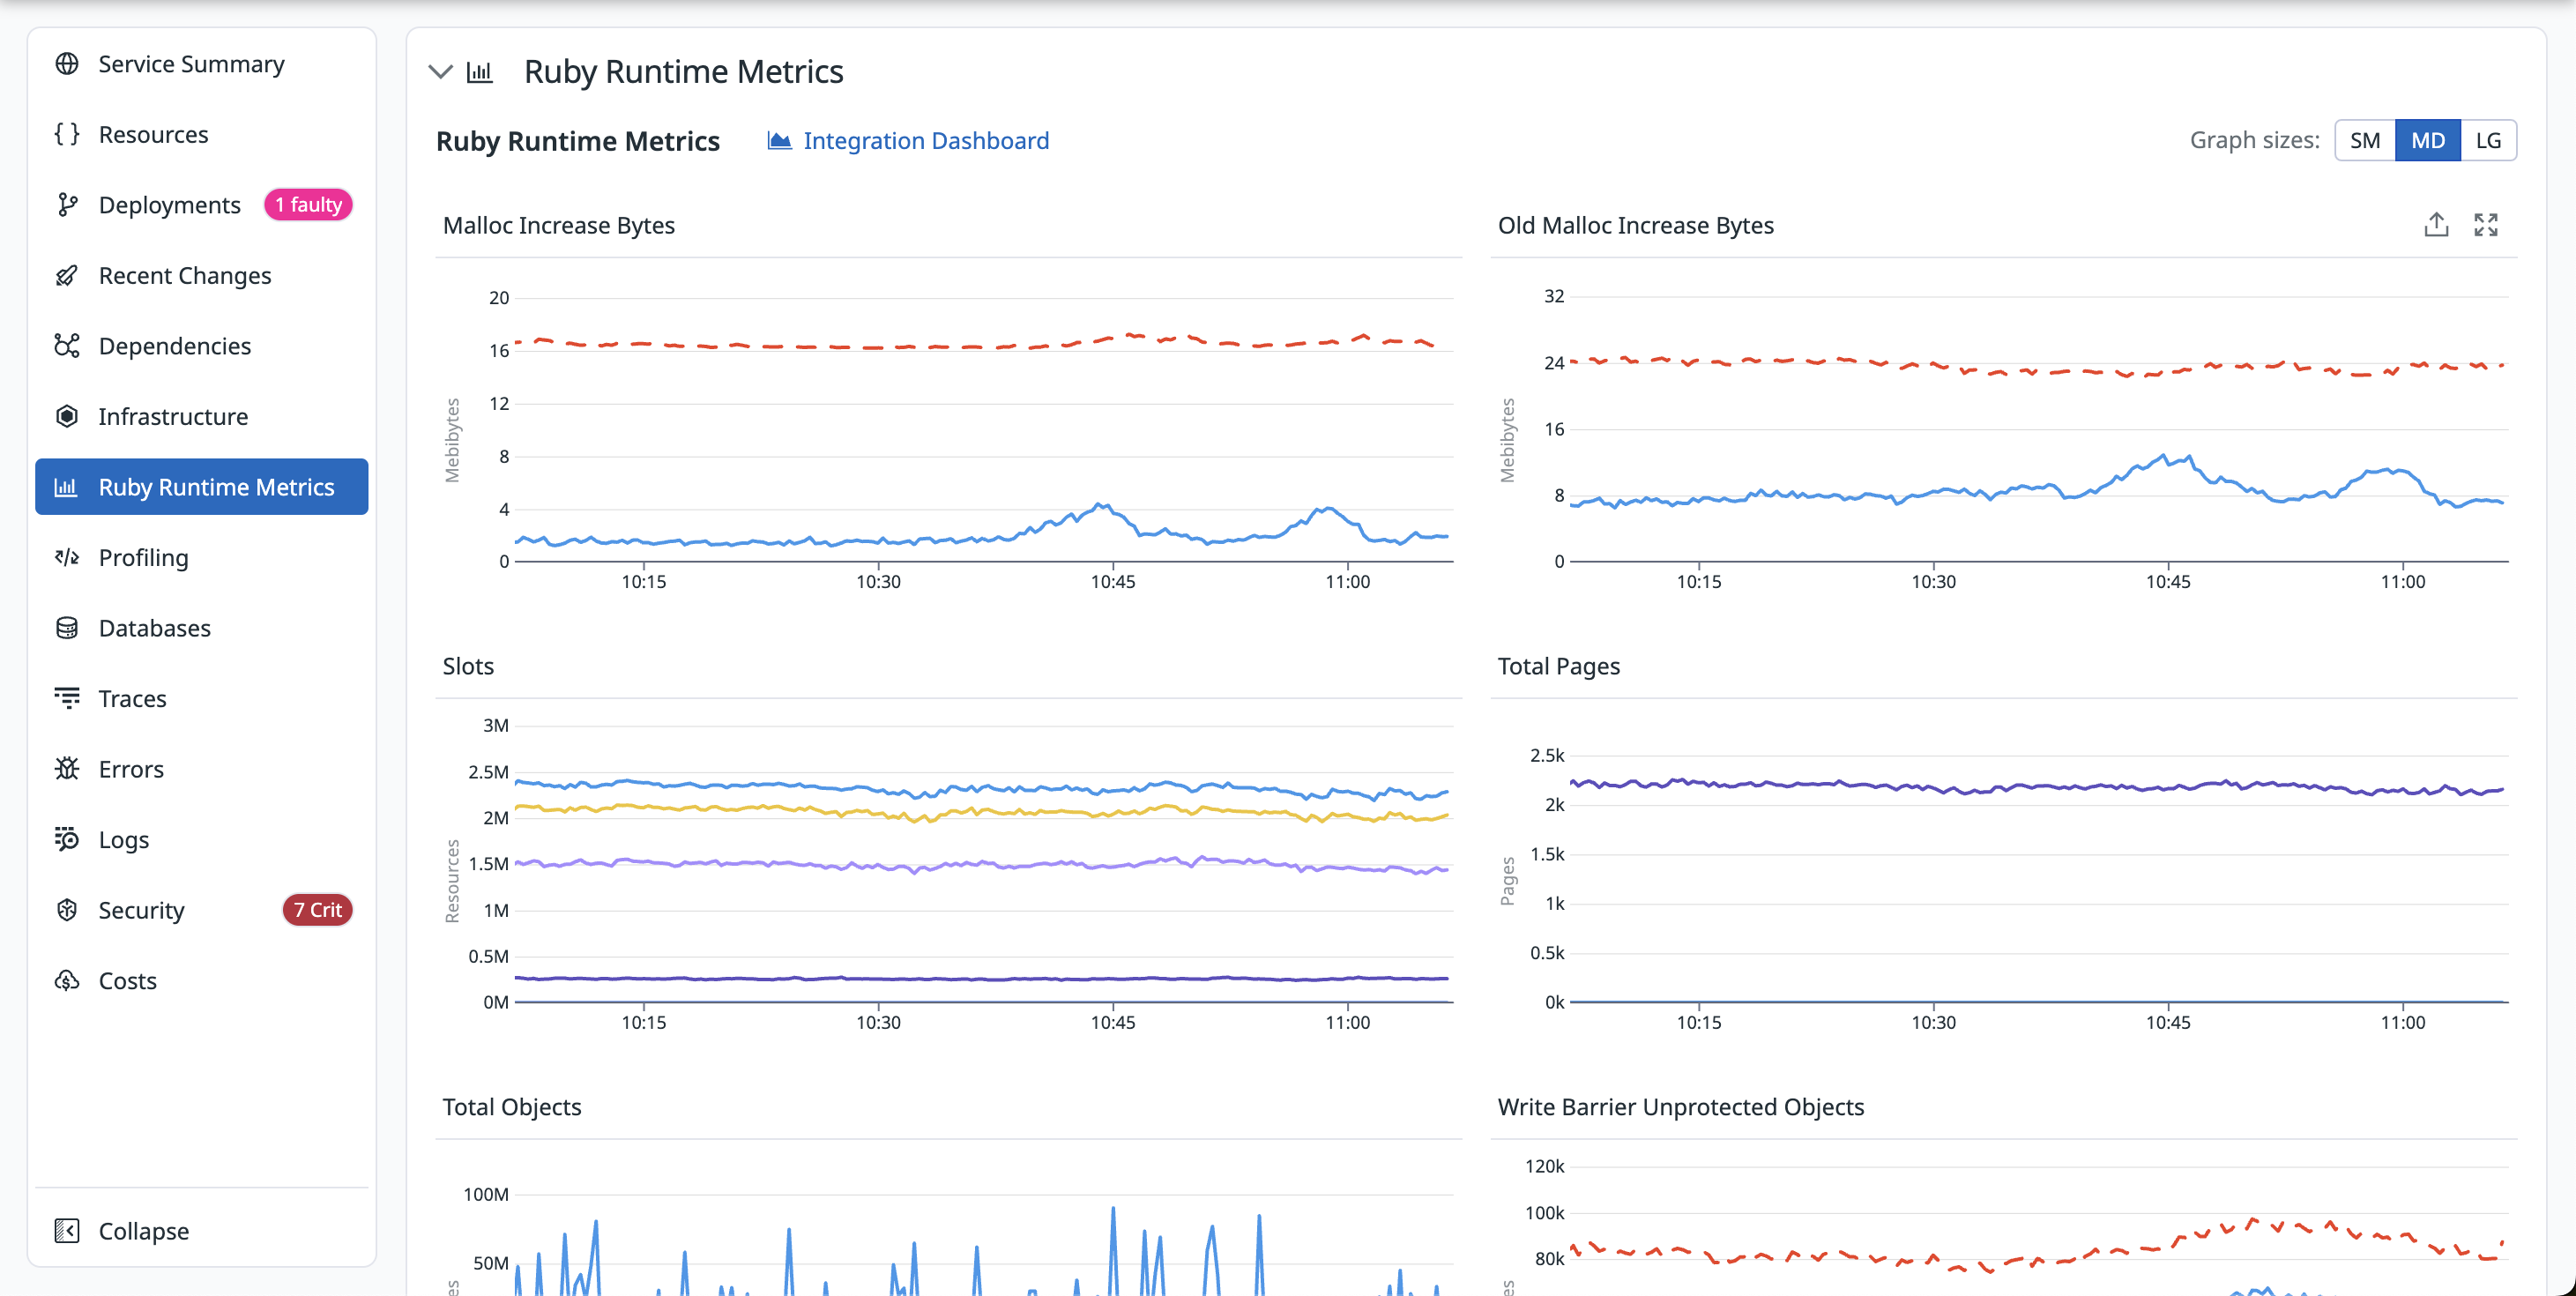 Service Summary
Resources
Deployments 1 faulty
Recent Changes
Dependencies
Infrastructure
Ruby Runtime Metrics
Profiling
Databases
Traces
Errors
Logs
Security 7 Crit
Costs
Collapse
Ruby Runtime Metrics
Ruby Runtime Metrics Integration Dashboard
Graph sizes: SM MD LG
Malloc Increase Bytes
Mebibytes
20
16
12
8
4
0
10:15 10:30 10:45 11:00
Old Malloc Increase Bytes
Mebibytes
32
24
16
8
0
10:15 10:30 10:45 11:00
Slots
Resources
3M
2.5M
2M
1.5M
1M
0.5M
0M
10:15 10:30 10:45 11:00
Total Pages
Pages
2.5k
2k
1.5k
1k
0.5k
0k
10:15 10:30 10:45 11:00
Total Objects
100M
50M
Write Barrier Unprotected Objects
120k
100k
80k